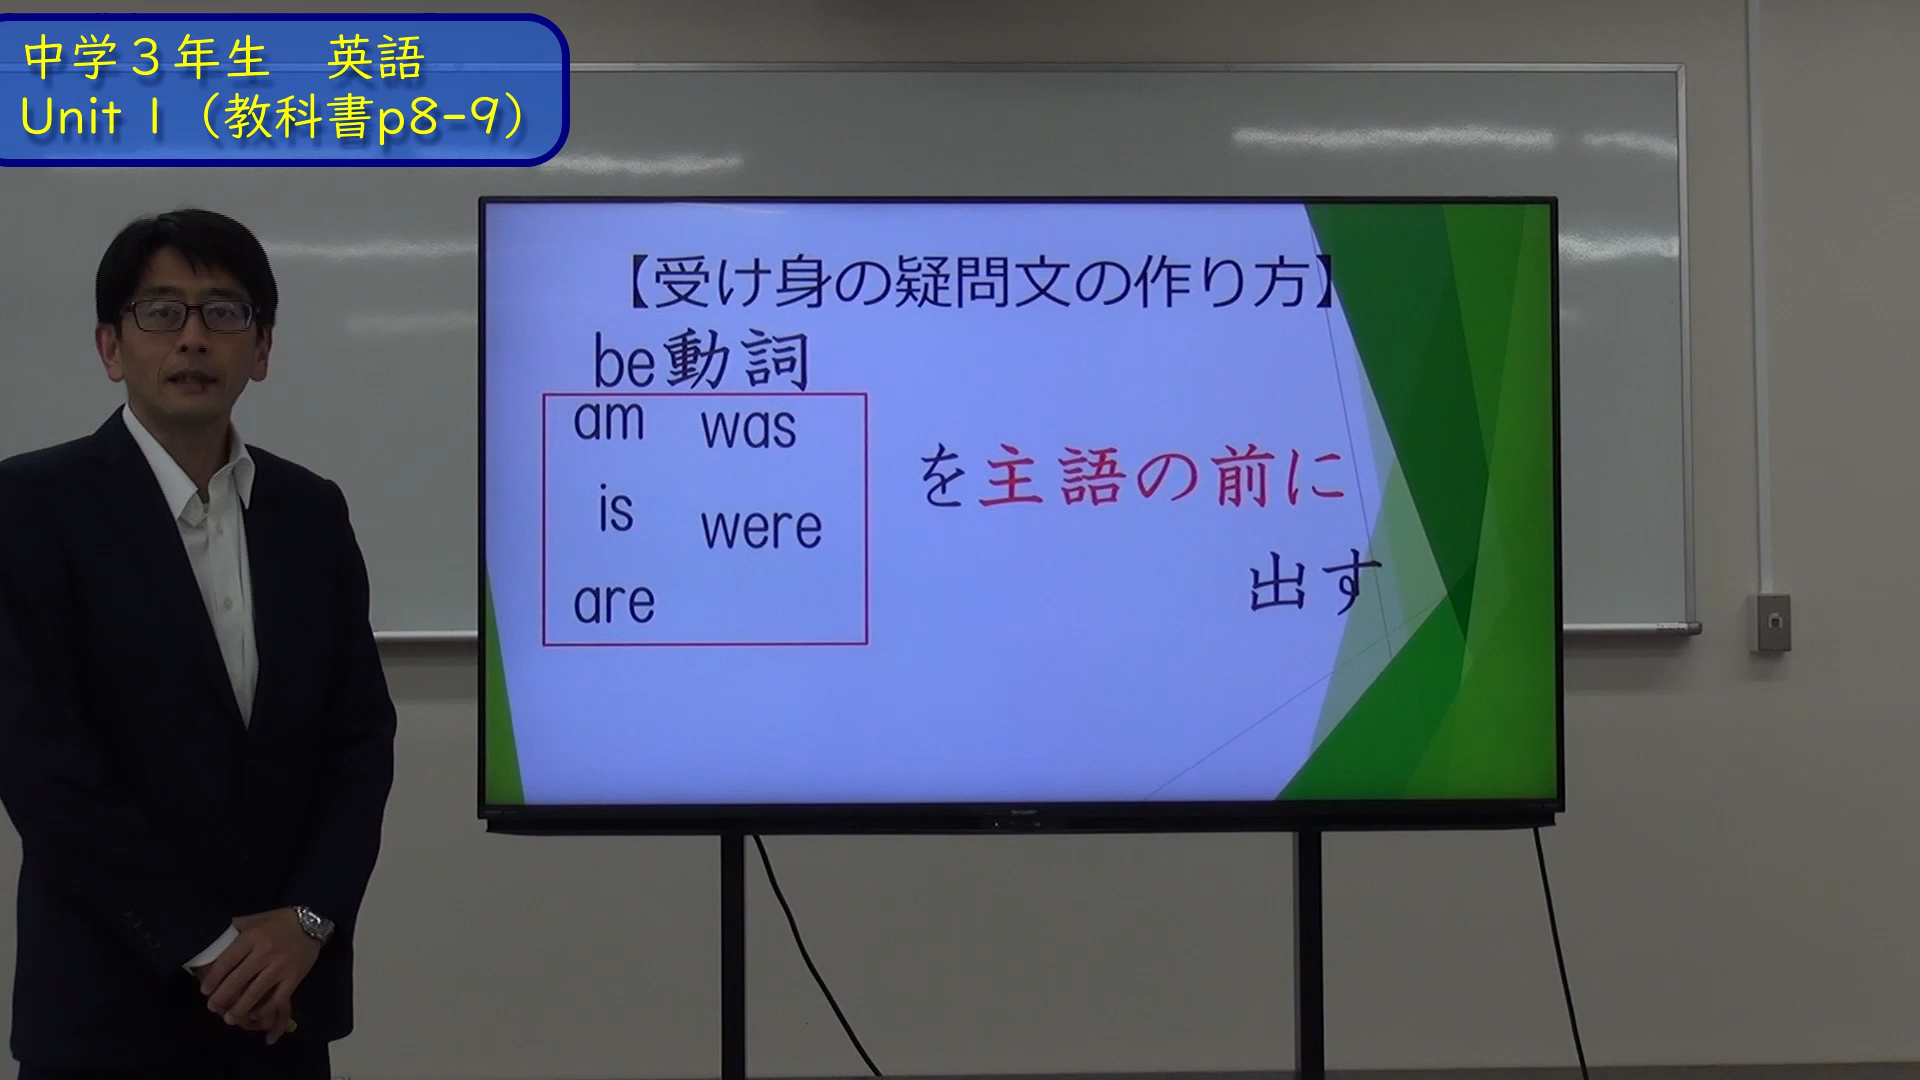 中学３年生　英語
Unit 1（教科書p8-9）
【受け身の疑問文の作り方】
be動詞
am was
is were
are
を主語の前に
出す